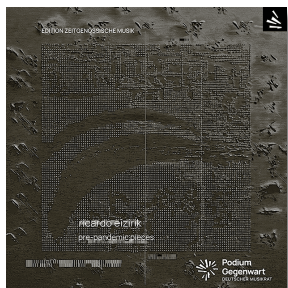 EDITION ZEITGENÖSSISCHE MUSIK
ricardo eizirik
pre-pandemic pieces
Podium
Gegenwart
DEUTSCHER MUSIKRAT